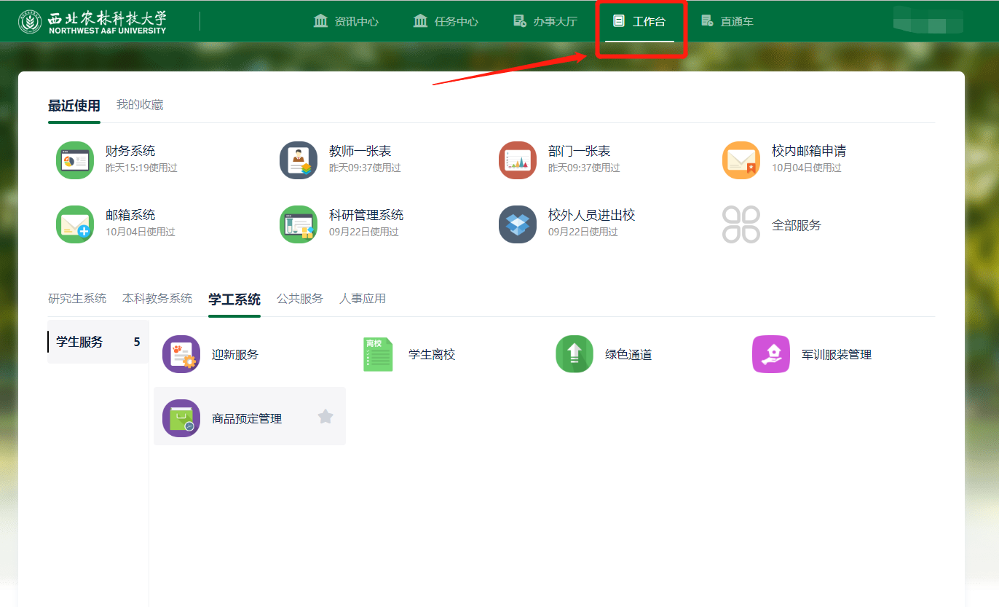 西北农林科技大学
NORTHWEST A&F UNIVERSITY
资讯中心 任务中心 办事大厅 工作台 直通车
最近使用 我的收藏
财务系统
昨天15:19使用过
教师一张表
昨天09:37使用过
部门一张表
昨天09:37使用过
校内邮箱申请
10月04日使用过
邮箱系统
10月04日使用过
科研管理系统
09月22日使用过
校外人员进出校
09月22日使用过
全部服务
研究生系统 本科教务系统 学工系统 公共服务 人事应用
学生服务 5
迎新服务
离校
学生离校
绿色通道
军训服装管理
商品预定管理